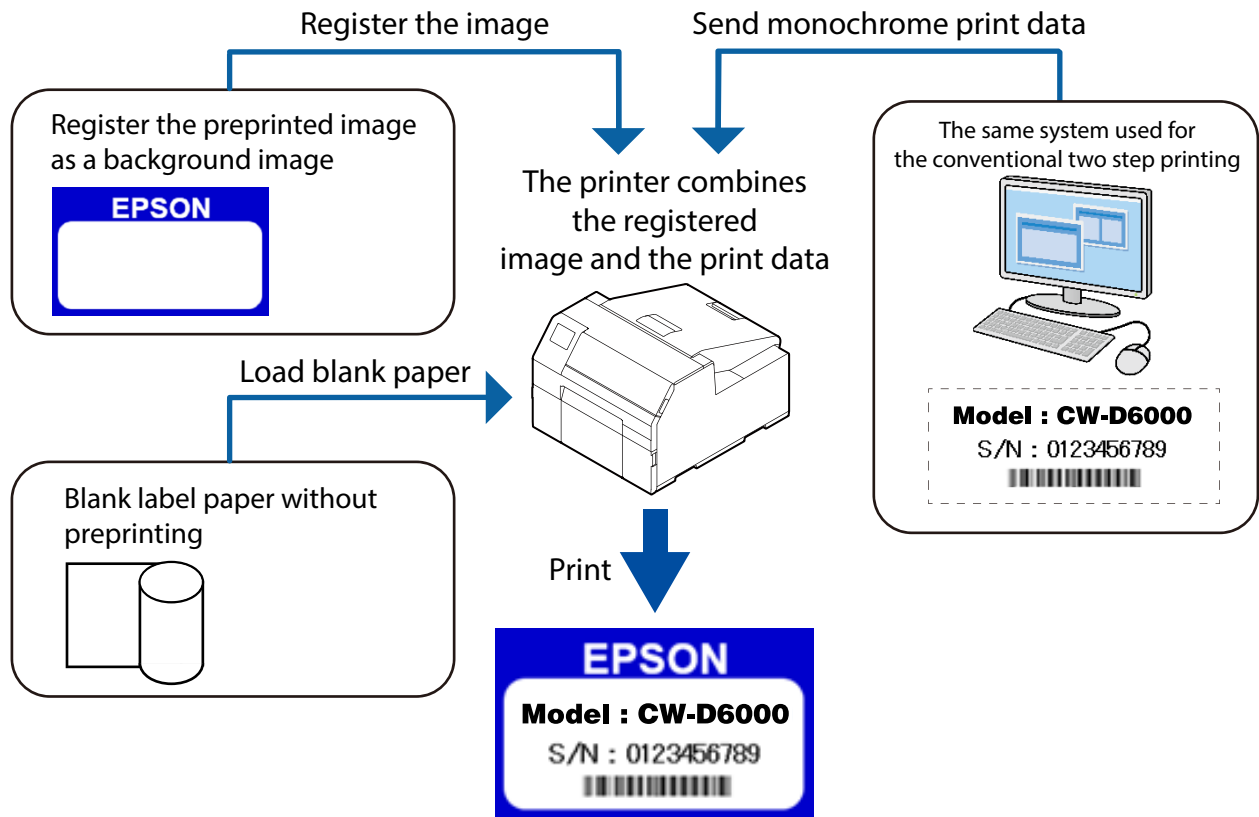 Register the image
Send monochrome print data
Register the preprinted image
as a background image
EPSON
The printer combines
the registered
image and the print data
The same system used for
the conventional two step printing
Model : CW-D6000
S/N : 0123456789
Load blank paper
Blank label paper without
preprinting
Print
EPSON
Model : CW-D6000
S/N : 0123456789